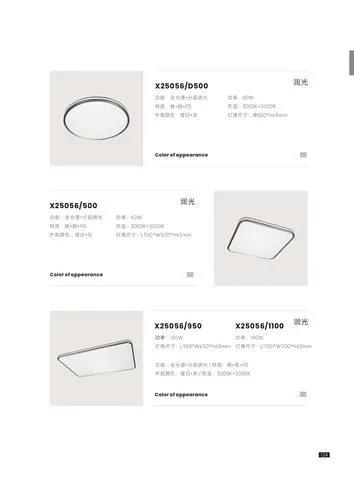 X25056/D500
润光
功能：全光谱+分段调光
功率：60W
材质：铁+铝+PS
色温：3000K+5000K
外观颜色：暖白+灰
灯体尺寸：Φ500*H65mm
Color of appearance
X25056/500
润光
功能：全光谱+分段调光
功率：60W
材质：铁+铝+PS
色温：3000K+5000K
外观颜色：暖白+灰
灯体尺寸：L500*W500*H65mm
Color of appearance
润光
X25056/950
X25056/1100
功率：180W
功率：190W
灯体尺寸：L950*W650*H65mm
灯体尺寸：L1100*W700*H65mm
功能：全光谱+分段调光 / 材质：铁+铝+PS
外观颜色：暖白+灰 / 色温：3000K+5000K
Color of appearance